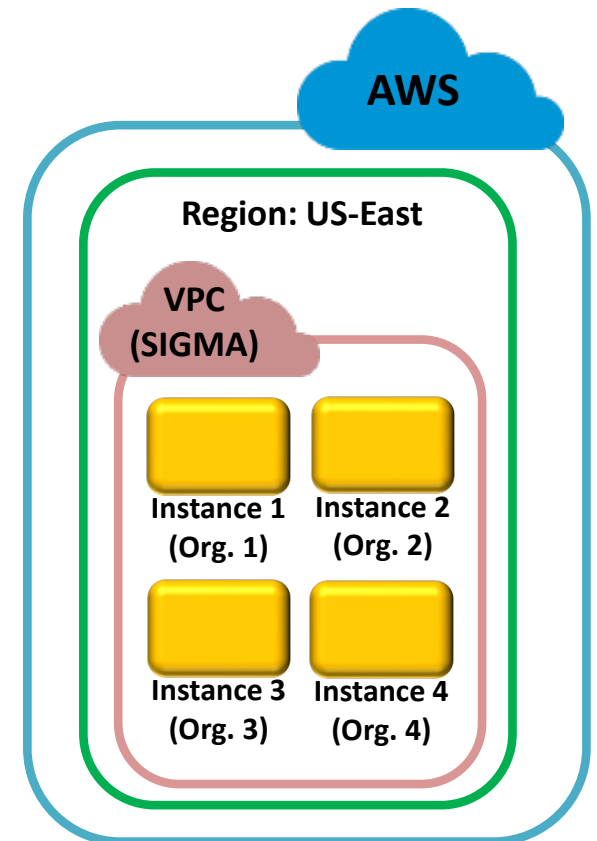 AWS
Region: US-East
VPC
(SIGMA)
Instance 1
(Org. 1)
Instance 2
(Org. 2)
Instance 3
(Org. 3)
Instance 4
(Org. 4)